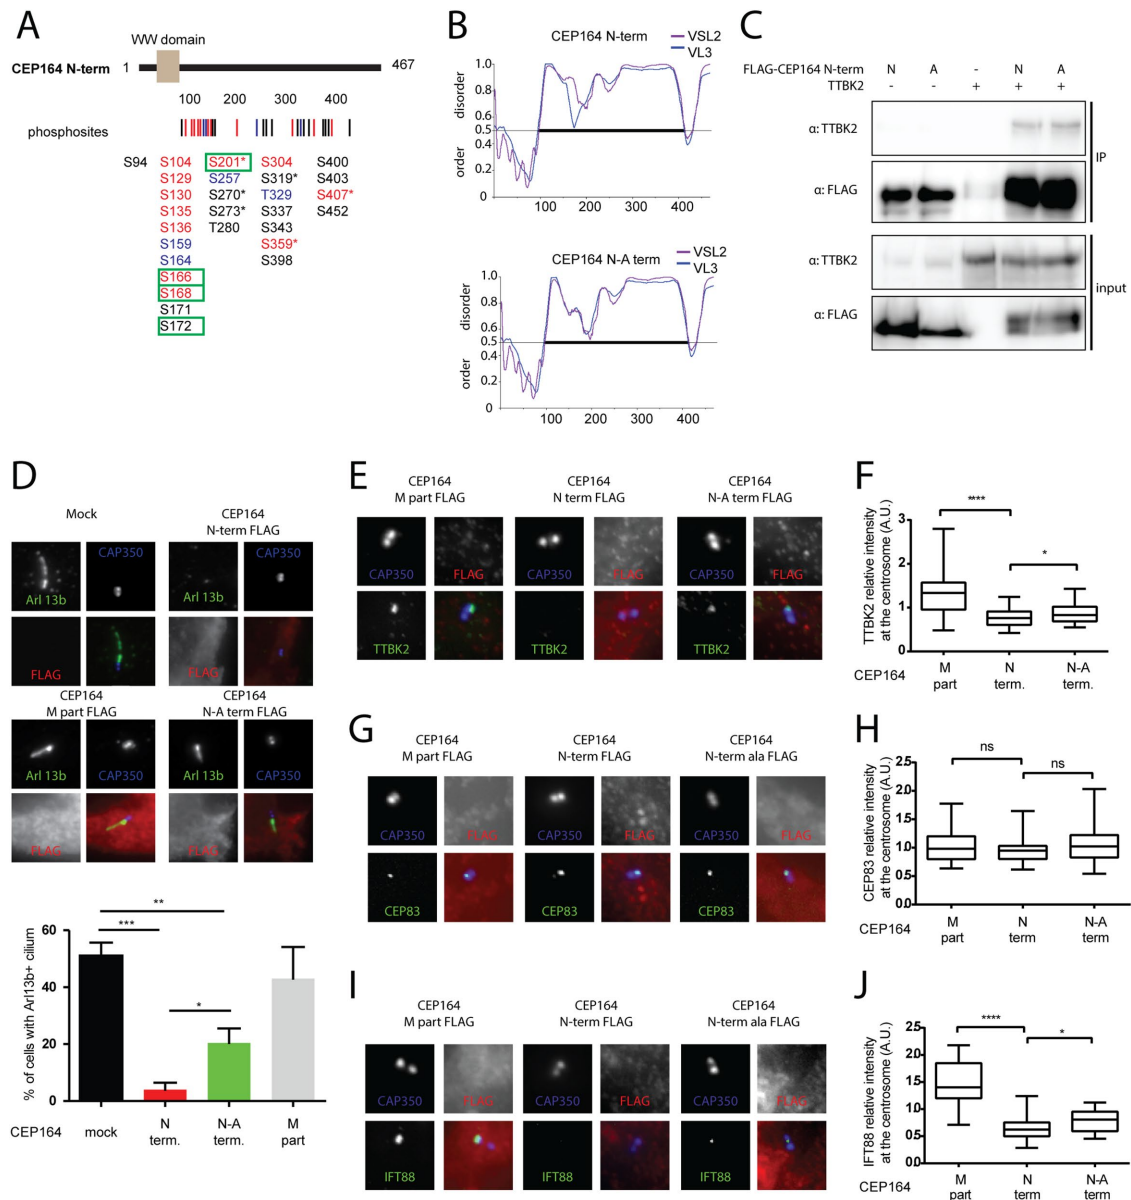 A
WW domain
CEP164 N-term 1 467
100 200 300 400
phosphosites
S94 S104 S201* S304 S400
S129 S257 S319* S403
S130 S270* T329 S407*
S135 S273* S337 S452
S136 T280 S343
S159 S359*
S164 S398
S166
S168
S171
S172
B
CEP164 N-term
VSL2
VL3
1.0
0.8
0.6
0.5
0.4
0.2
0
disorder
order
100 200 300 400
CEP164 N-A term
VSL2
VL3
1.0
0.8
0.6
0.5
0.4
0.2
0
disorder
order
100 200 300 400
C
FLAG-CEP164 N-term N A - N A
TTBK2 - - + + +
α: TTBK2
α: FLAG
IP
α: TTBK2
α: FLAG
input
D
Mock
CEP164
N-term FLAG
Arl 13b
CAP350
Arl 13b
CAP350
FLAG
FLAG
CEP164
M part FLAG
CEP164
N-A term FLAG
Arl 13b
CAP350
Arl 13b
CAP350
FLAG
FLAG
% of cells with Arl13b+ cilium
60
40
20
0
**
***
*
CEP164 mock N term. N-A term. M part
E
CEP164
M part FLAG
CEP164
N term FLAG
CEP164
N-A term FLAG
CAP350 FLAG CAP350 FLAG CAP350 FLAG
TTBK2 TTBK2 TTBK2
F
TTBK2 relative intensity
at the centrosome (A.U.)
3
2
1
0
****
*
CEP164 M part N term. N-A term.
G
CEP164
M part FLAG
CEP164
N-term FLAG
CEP164
N-term ala FLAG
CAP350 FLAG CAP350 FLAG CAP350 FLAG
CEP83 CEP83 CEP83
H
CEP83 relative intensity
at the centrosome (A.U.)
2.5
2.0
1.5
1.0
0.5
0.0
ns
ns
CEP164 M part N term N-A term
I
CEP164
M part FLAG
CEP164
N-term FLAG
CEP164
N-term ala FLAG
CAP350 FLAG CAP350 FLAG CAP350 FLAG
IFT88 IFT88 IFT88
J
IFT88 relative intensity
at the centrosome (A.U.)
2.5
2.0
1.5
1.0
0.5
0.0
****
*
CEP164 M part N term N-A term